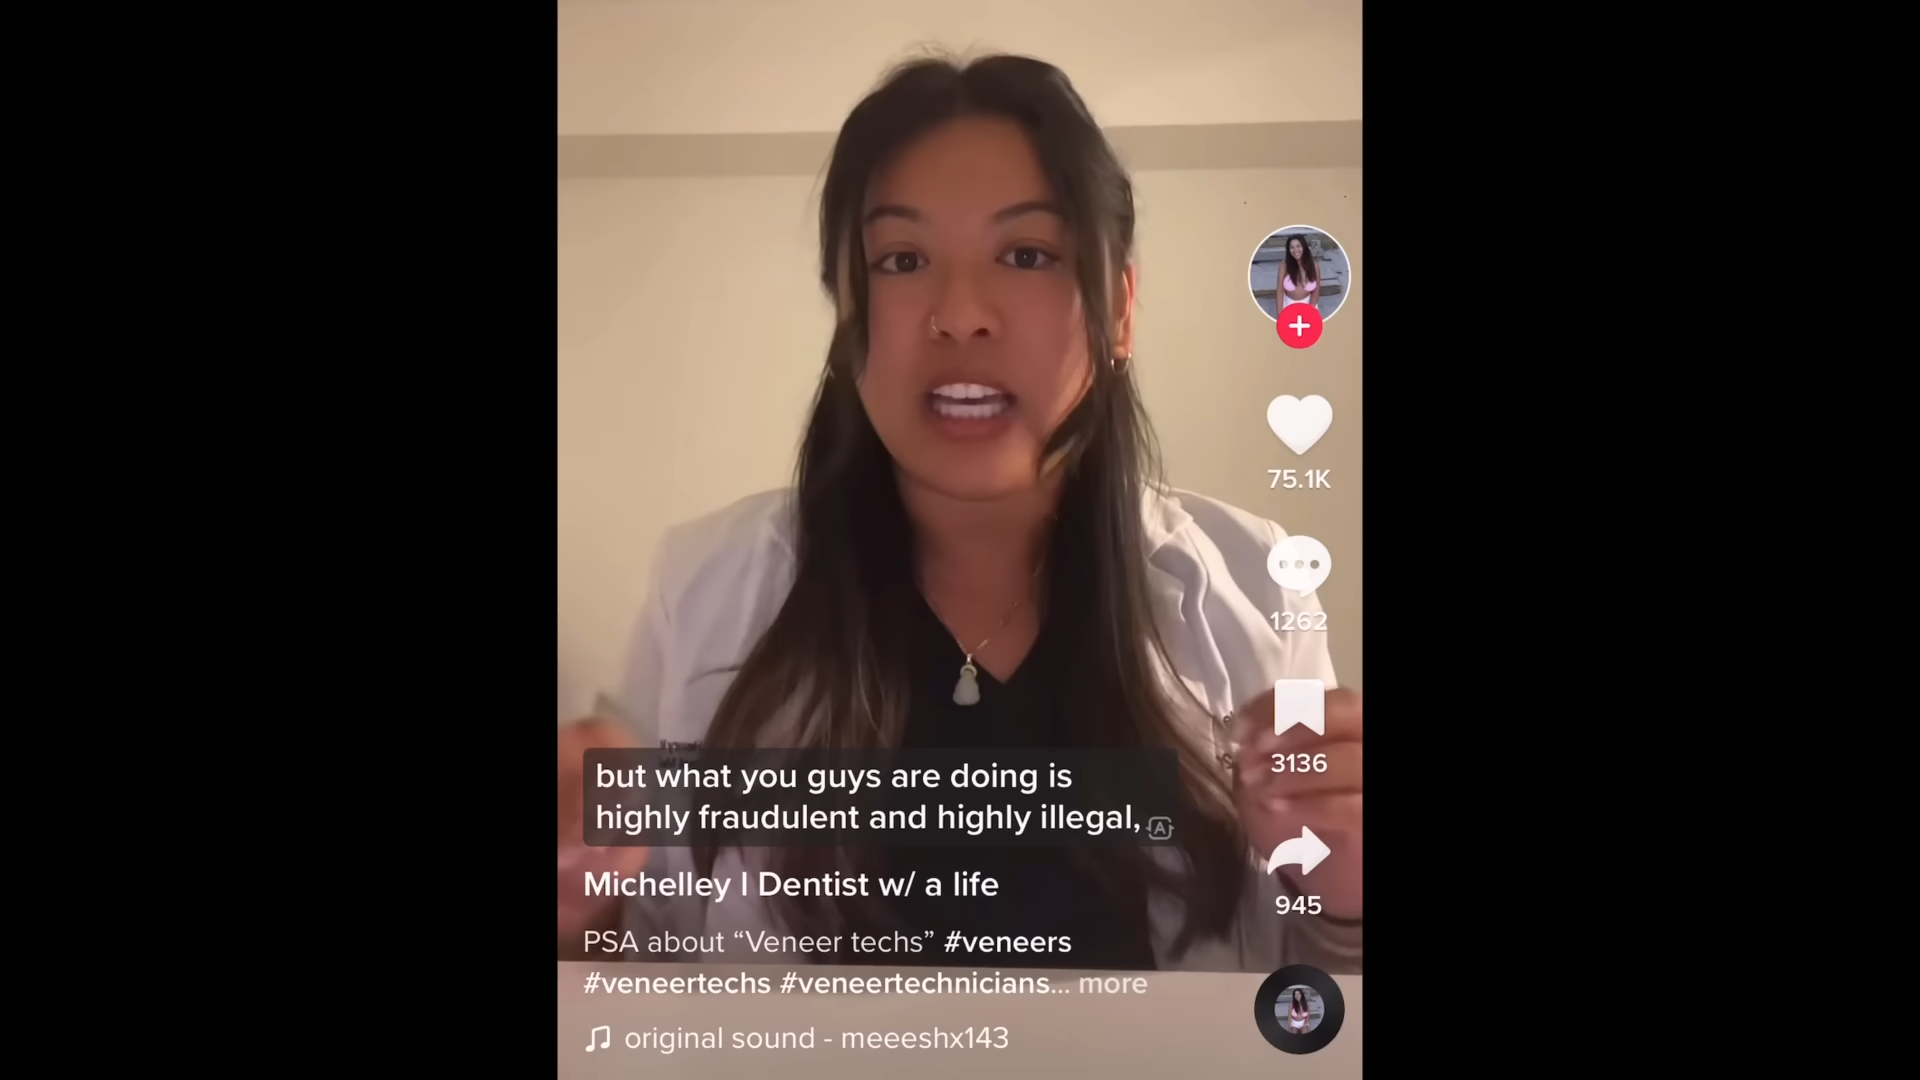 75.1K
1262
3136
945
but what you guys are doing is
highly fraudulent and highly illegal,
Michelley | Dentist w/ a life
PSA about “Veneer techs” #veneers
#veneertechs #veneertechnicians... more
original sound - meeeshx143